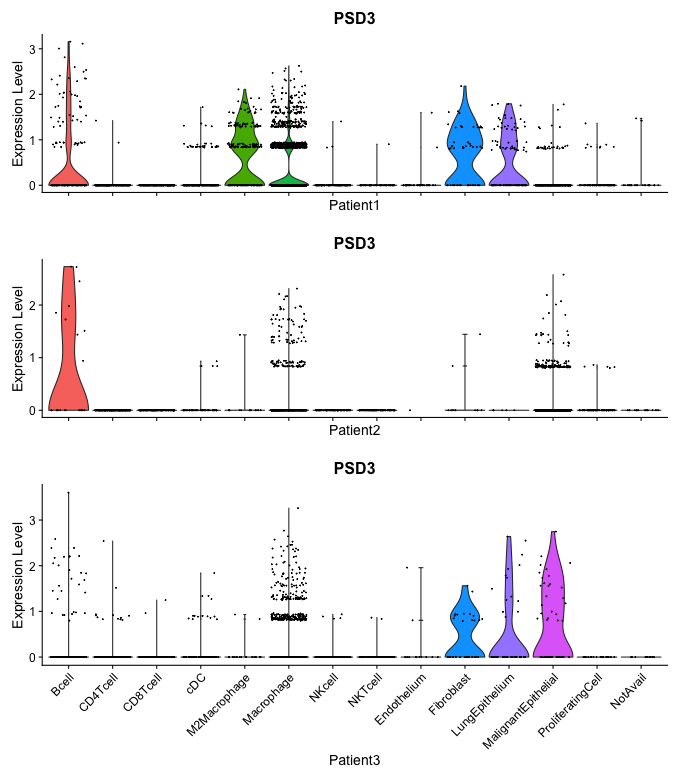 PSD3
Expression Level
3
2
1
0
Patient1
PSD3
Expression Level
2
1
0
Patient2
PSD3
Expression Level
3
2
1
0
Bcell
CD4Tcell
CD8Tcell
cDC
M2Macrophage
Macrophage
NKcell
NKTcell
Endothelium
Fibroblast
LungEpithelium
MalignantEpithelial
ProliferatingCell
NotAvail
Patient3